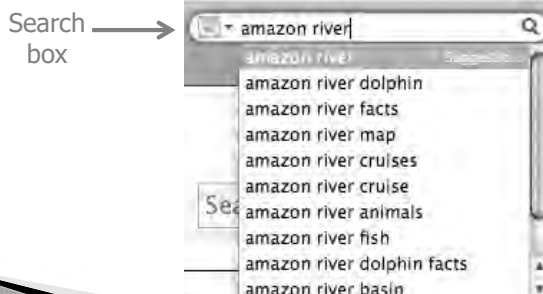 Search
box
amazon river
amazon river
amazon river dolphin
amazon river facts
amazon river map
amazon river cruises
amazon river cruise
amazon river animals
Sea
amazon river fish
amazon river dolphin facts
amazon river basin